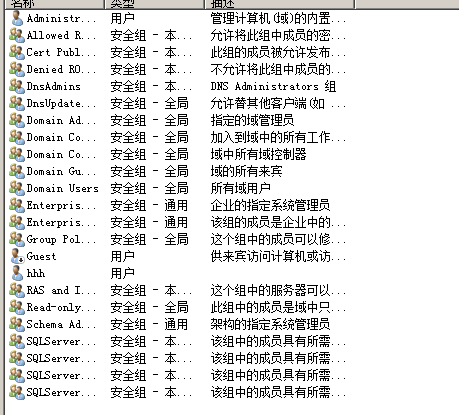 名称 类型 描述
Administr... 用户 管理计算机(域)的内置...
Allowed R... 安全组 - 本... 允许将此组中成员的密...
Cert Publ... 安全组 - 本... 此组的成员被允许发布...
Denied RO... 安全组 - 本... 不允许将此组中成员的...
DnsAdmins 安全组 - 本... DNS Administrators 组
DnsUpdate... 安全组 - 全局 允许替其他客户端(如 ...
Domain Ad... 安全组 - 全局 指定的域管理员
Domain Co... 安全组 - 全局 加入到域中的所有工作...
Domain Co... 安全组 - 全局 域中所有域控制器
Domain Gu... 安全组 - 全局 域的所有来宾
Domain Users 安全组 - 全局 所有域用户
Enterpris... 安全组 - 通用 企业的指定系统管理员
Enterpris... 安全组 - 通用 该组的成员是企业中的...
Group Pol... 安全组 - 全局 这个组中的成员可以修...
Guest 用户 供来宾访问计算机或访...
hhh 用户
RAS and I... 安全组 - 本... 这个组中的服务器可以...
Read-only... 安全组 - 全局 此组中的成员是域中只...
Schema Ad... 安全组 - 通用 架构的指定系统管理员
SQLServer... 安全组 - 本... 该组中的成员具有所需...
SQLServer... 安全组 - 本... 该组中的成员具有所需...
SQLServer... 安全组 - 本... 该组中的成员具有所需...
SQLServer... 安全组 - 本... 该组中的成员具有所需...